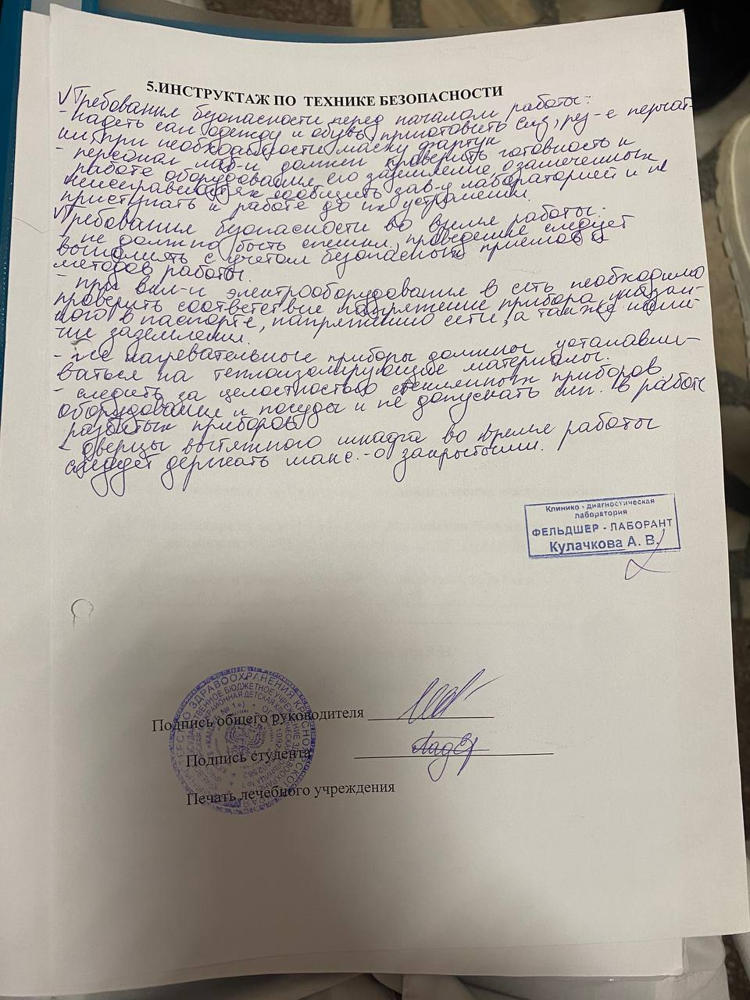 5.ИНСТРУКТАЖ ПО ТЕХНИКЕ БЕЗОПАСНОСТИ
√ Требования безопасности перед началом работы:
- надеть сан одежду и обувь, приготовить сиз, рез-е перчат-
ки, при необходимости маску фартук
- персонал лаб-и должен проверить готовность к
работе оборудования, его заземление, о замеченных
неисправностях сообщить зав-у лабораторией и не
приступать к работе до их устранения.
√ Требования безопасности во время работы:
- не должно быть спешки, проведение следует
выполнять с учетом безопасных приемов и
методов работы.
- при вкл-и электрооборудования в сеть необходимо
проверить соответствие напряжение прибора, указан-
ного в паспорте, напряжению сети, а также нали-
чие заземления.
- все нагревательные приборы должны устанавли-
ваться на теплоизолирующие материалы.
- следить за целостностью стеклянных приборов
оборудования и посуды и не допускать исп. в работе
разбитых приборов
- дверцы вытяжного шкафа во время работы
следует держать макс.-о закрытыми.
Клинико - диагностическая
лаборатория
ФЕЛЬДШЕР - ЛАБОРАНТ
Кулачкова А. В.
Подпись общего руководителя
Подпись студента
Печать лечебного учреждения